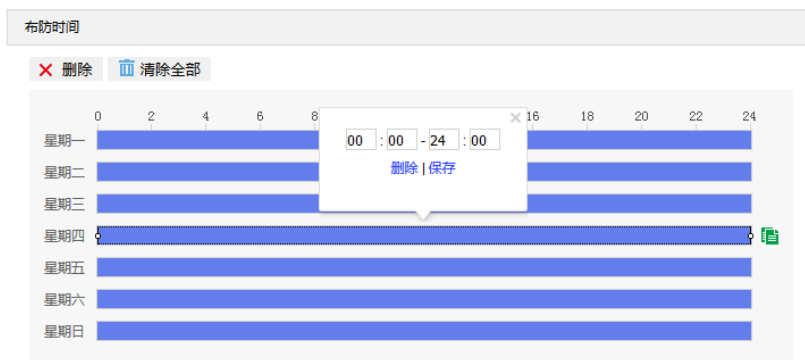 布防时间
删除 清除全部
0 2 4 6 8 16 18 20 22 24
00 : 00 - 24 : 00
删除 | 保存
星期一
星期二
星期三
星期四
星期五
星期六
星期日